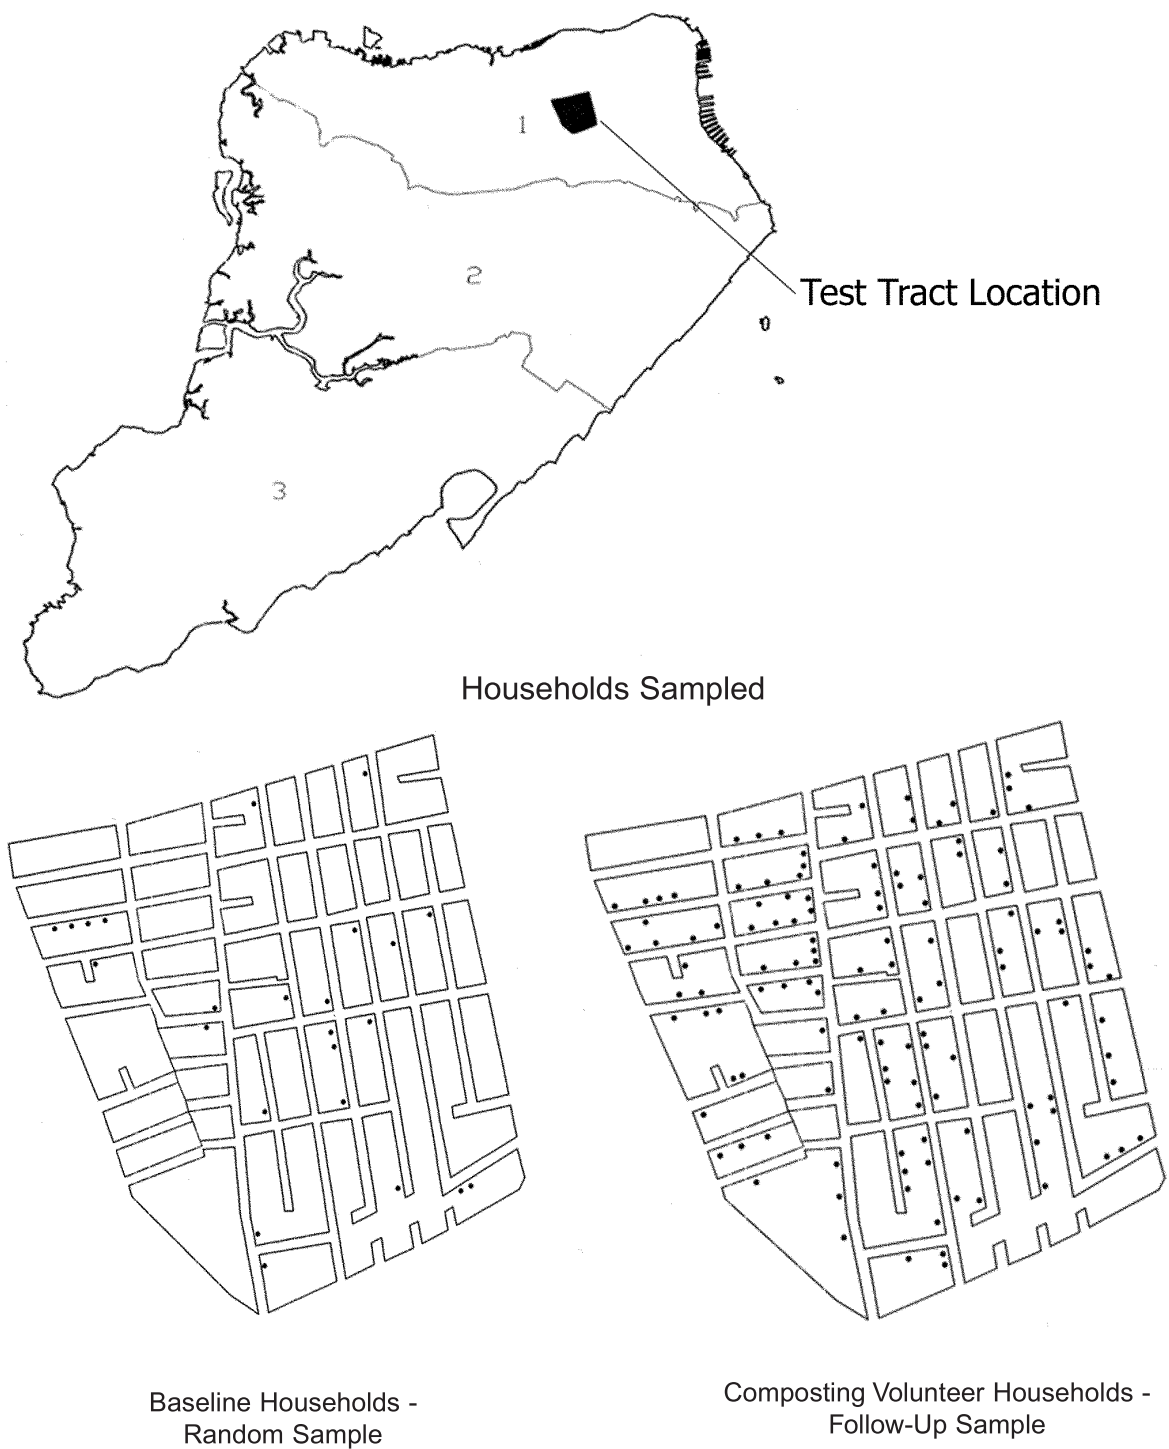 1
Test Tract Location
2
3
Households Sampled
Baseline Households -
Random Sample
Composting Volunteer Households -
Follow-Up Sample